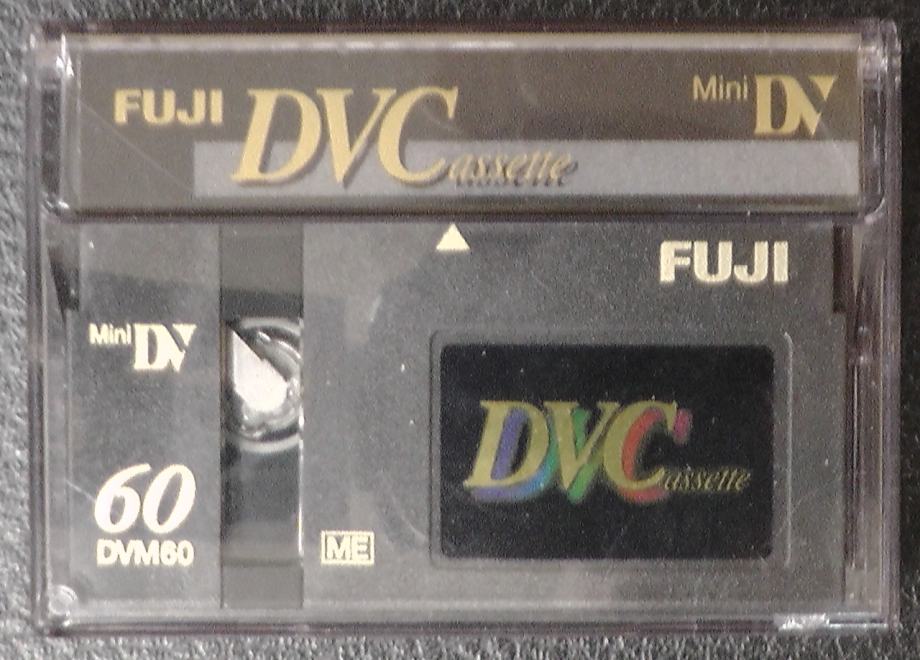 FUJI DVCassette Mini DV
FUJI
Mini DV
DVCassette
60
DVM60
ME